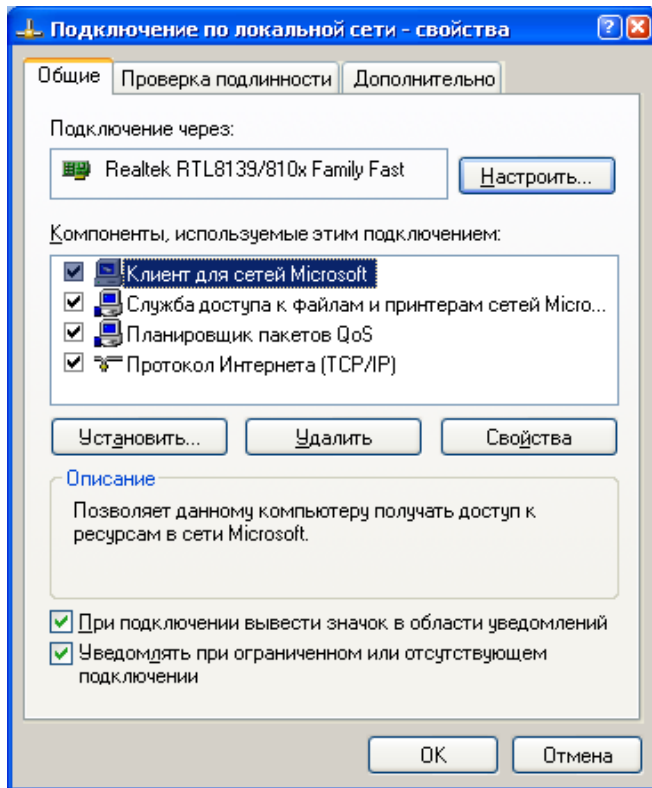 Подключение по локальной сети - свойства
Общие Проверка подлинности Дополнительно
Подключение через:
Realtek RTL8139/810x Family Fast Настроить...
Компоненты, используемые этим подключением:
Клиент для сетей Microsoft
Служба доступа к файлам и принтерам сетей Micro...
Планировщик пакетов QoS
Протокол Интернета (TCP/IP)
Установить... Удалить Свойства
Описание
Позволяет данному компьютеру получать доступ к
ресурсам в сети Microsoft.
При подключении вывести значок в области уведомлений
Уведомлять при ограниченном или отсутствующем
подключении
OK Отмена